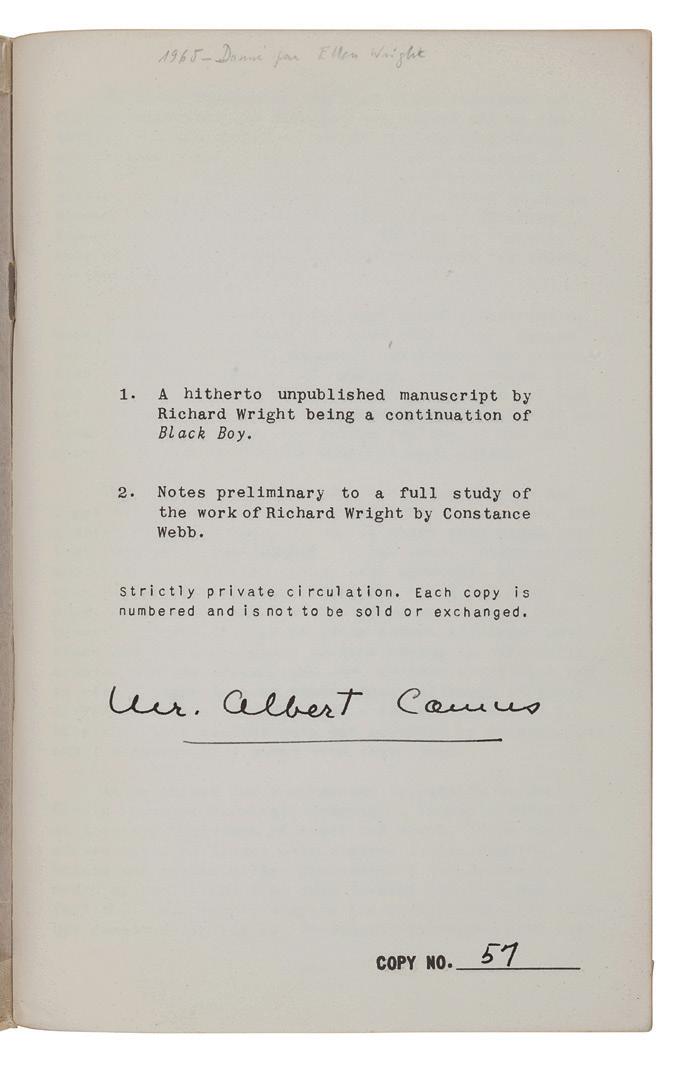 1965 - Donné par Ellen Wright
1. A hitherto unpublished manuscript by
Richard Wright being a continuation of
Black Boy.
2. Notes preliminary to a full study of
the work of Richard Wright by Constance
Webb.
Strictly private circulation. Each copy is
numbered and is not to be sold or exchanged.
Mr. Albert Camus
COPY NO. 57